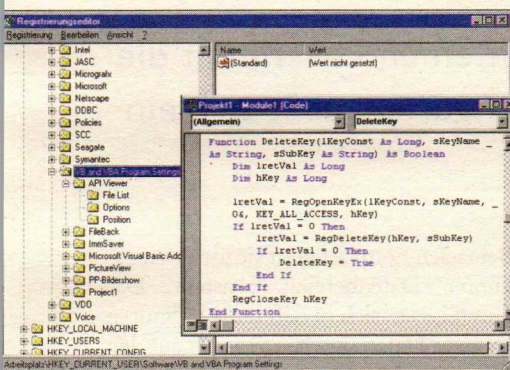 Registrierungseditor
Registrierung Bearbeiten Ansicht ?
Intel
JASC
Micrografx
Microsoft
Netscape
ODBC
Policies
SCC
Seagate
Symantec
VB and VBA Program Settings
API Viewer
File List
Options
Position
FileBack
ImmSaver
Microsoft Visual Basic Add
PictureView
PP-Bildershow
Project1
VDO
Voice
HKEY_LOCAL_MACHINE
HKEY_USERS
HKEY_CURRENT_CONFIG
Name Wert
(Standard) (Wert nicht gesetzt)
Projekt1 - Module1 (Code)
(Allgemein) DeleteKey
Function DeleteKey(lKeyConst As Long, sKeyName _
As String, sSubKey As String) As Boolean
' Dim lretVal As Long
Dim hKey As Long
lretVal = RegOpenKeyEx(lKeyConst, sKeyName, _
0&, KEY_ALL_ACCESS, hKey)
If lretVal = 0 Then
lretVal = RegDeleteKey(hKey, sSubKey)
If lretVal = 0 Then
DeleteKey = True
End If
End If
RegCloseKey hKey
End Function
Arbeitsplatz\HKEY_CURRENT_USER\Software\VB and VBA Program Settings